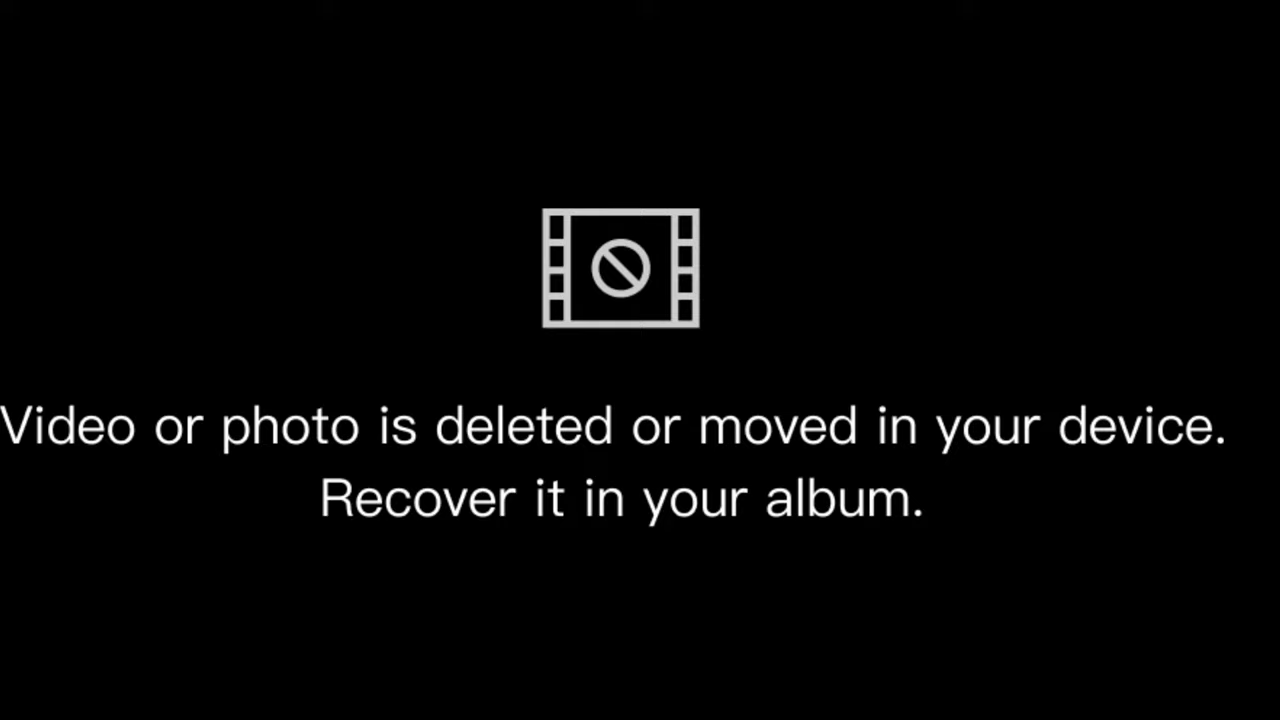 Video or photo is deleted or moved in your device.
Recover it in your album.